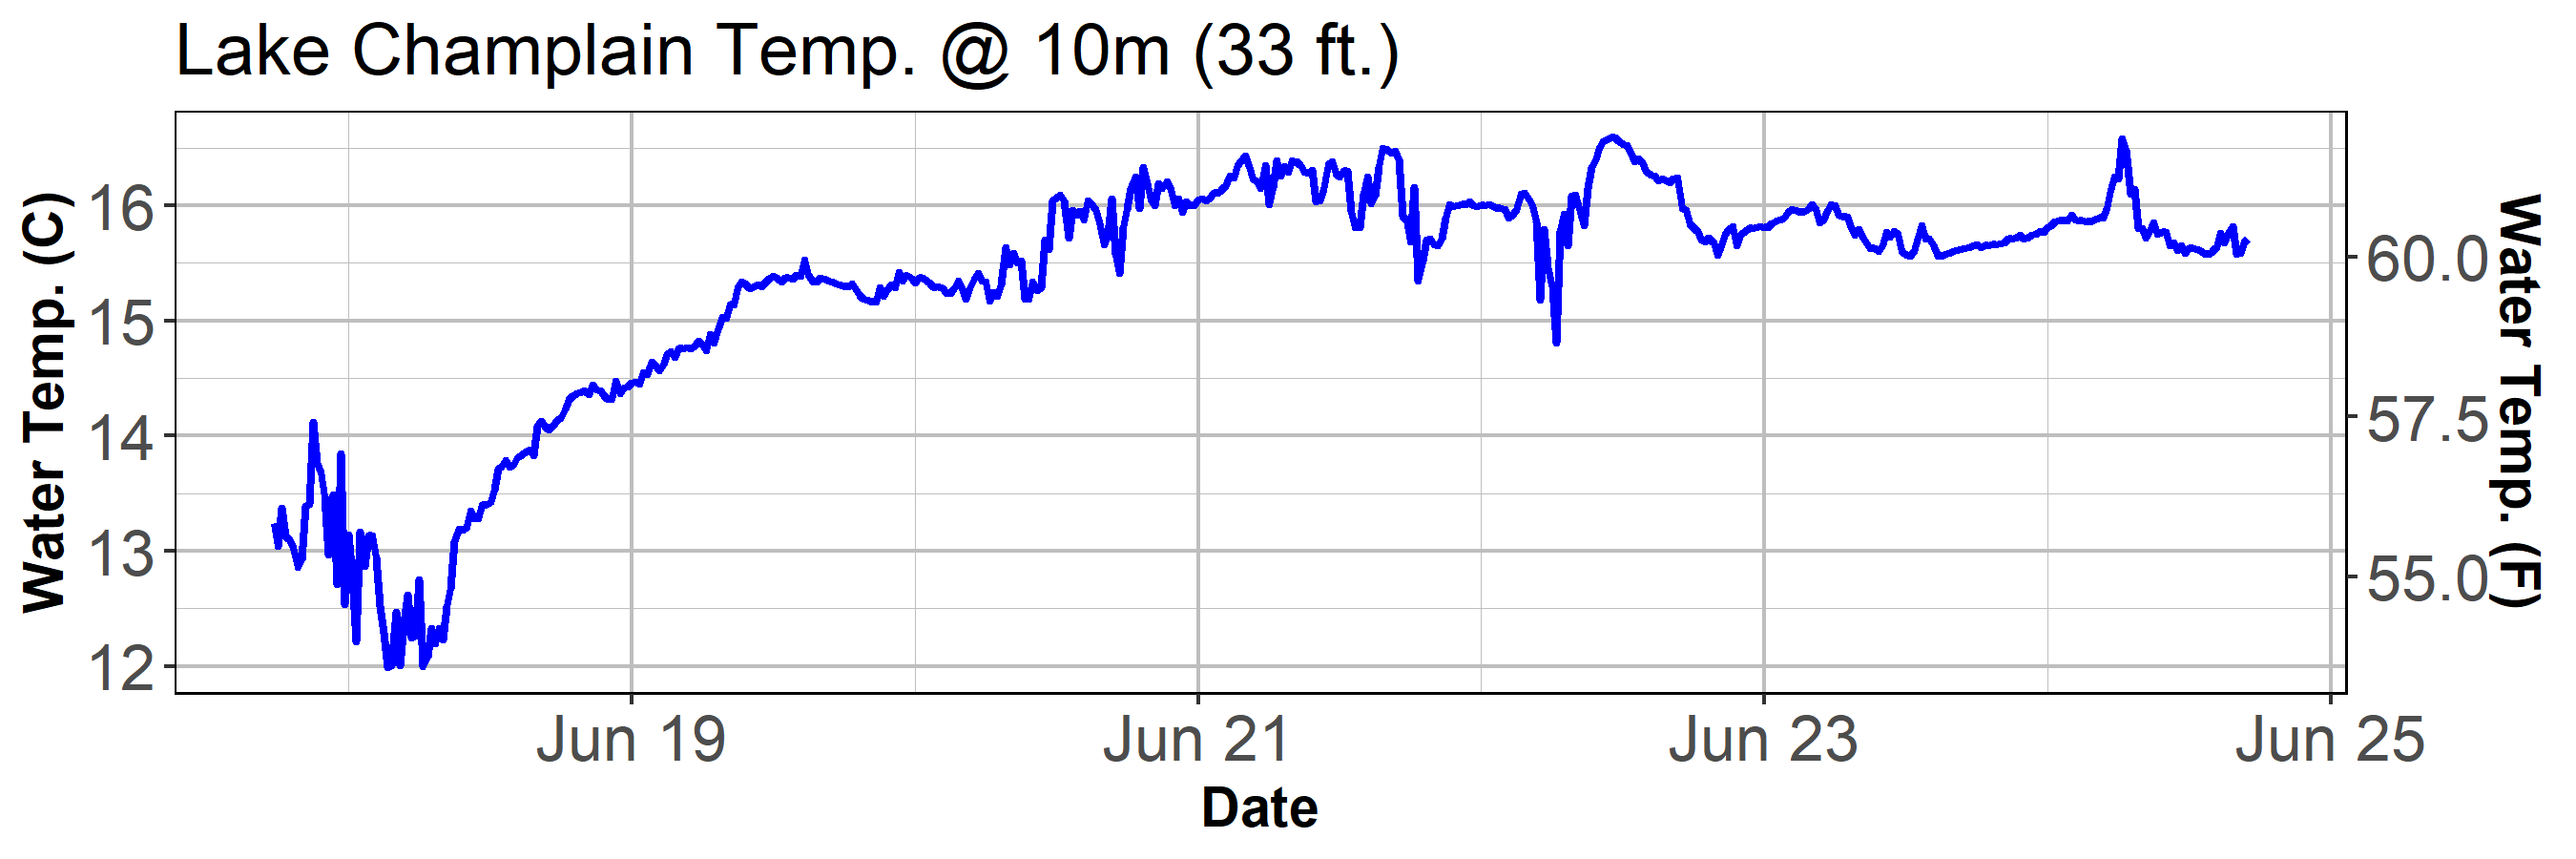 Lake Champlain Temp. @ 10m (33 ft.)
Water Temp. (C)
16
15
14
13
12
60.0
57.5
55.0
Water Temp. (F)
Jun 19
Jun 21
Jun 23
Jun 25
Date